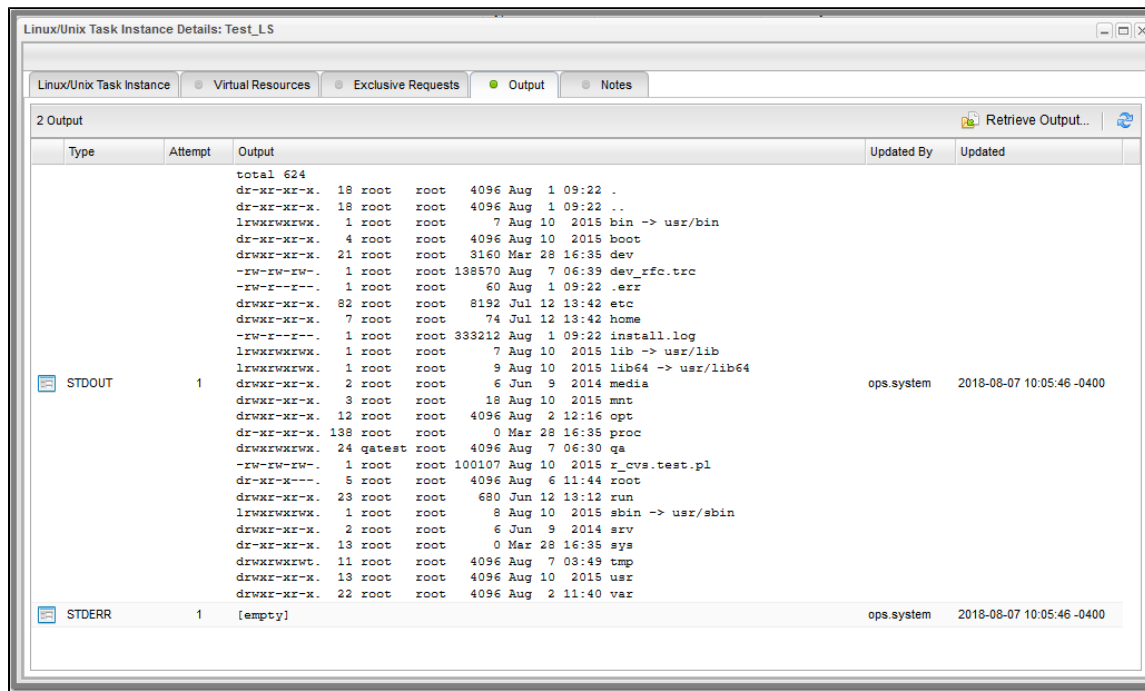 Linux/Unix Task Instance Details: Test_LS
Linux/Unix Task Instance Virtual Resources Exclusive Requests Output Notes
2 Output Retrieve Output...
Type Attempt Output Updated By Updated
total 624
dr-xr-xr-x. 18 root root 4096 Aug 1 09:22 .
dr-xr-xr-x. 18 root root 4096 Aug 1 09:22 ..
lrwxrwxrwx. 1 root root 7 Aug 10 2015 bin -> usr/bin
dr-xr-xr-x. 4 root root 4096 Aug 10 2015 boot
drwxr-xr-x. 21 root root 3160 Mar 28 16:35 dev
-rw-rw-rw-. 1 root root 138570 Aug 7 06:39 dev_rfc.trc
-rw-r--r--. 1 root root 60 Aug 1 09:22 .err
drwxr-xr-x. 82 root root 8192 Jul 12 13:42 etc
drwxr-xr-x. 7 root root 74 Jul 12 13:42 home
-rw-r--r--. 1 root root 333212 Aug 1 09:22 install.log
lrwxrwxrwx. 1 root root 7 Aug 10 2015 lib -> usr/lib
lrwxrwxrwx. 1 root root 9 Aug 10 2015 lib64 -> usr/lib64
STDOUT 1 drwxr-xr-x. 2 root root 6 Jun 9 2014 media ops.system 2018-08-07 10:05:46 -0400
drwxr-xr-x. 3 root root 18 Aug 10 2015 mnt
drwxr-xr-x. 12 root root 4096 Aug 2 12:16 opt
dr-xr-xr-x. 138 root root 0 Mar 28 16:35 proc
drwxrwxrwx. 24 qatest root 4096 Aug 7 06:30 qa
-rw-rw-rw-. 1 root root 100107 Aug 10 2015 r_cvs.test.pl
dr-xr-x---. 5 root root 4096 Aug 6 11:44 root
drwxr-xr-x. 23 root root 680 Jun 12 13:12 run
lrwxrwxrwx. 1 root root 8 Aug 10 2015 sbin -> usr/sbin
drwxr-xr-x. 2 root root 6 Jun 9 2014 srv
dr-xr-xr-x. 13 root root 0 Mar 28 16:35 sys
drwxrwxrwt. 11 root root 4096 Aug 7 03:49 tmp
drwxr-xr-x. 13 root root 4096 Aug 10 2015 usr
drwxr-xr-x. 22 root root 4096 Aug 2 11:40 var
STDERR 1 [empty] ops.system 2018-08-07 10:05:46 -0400